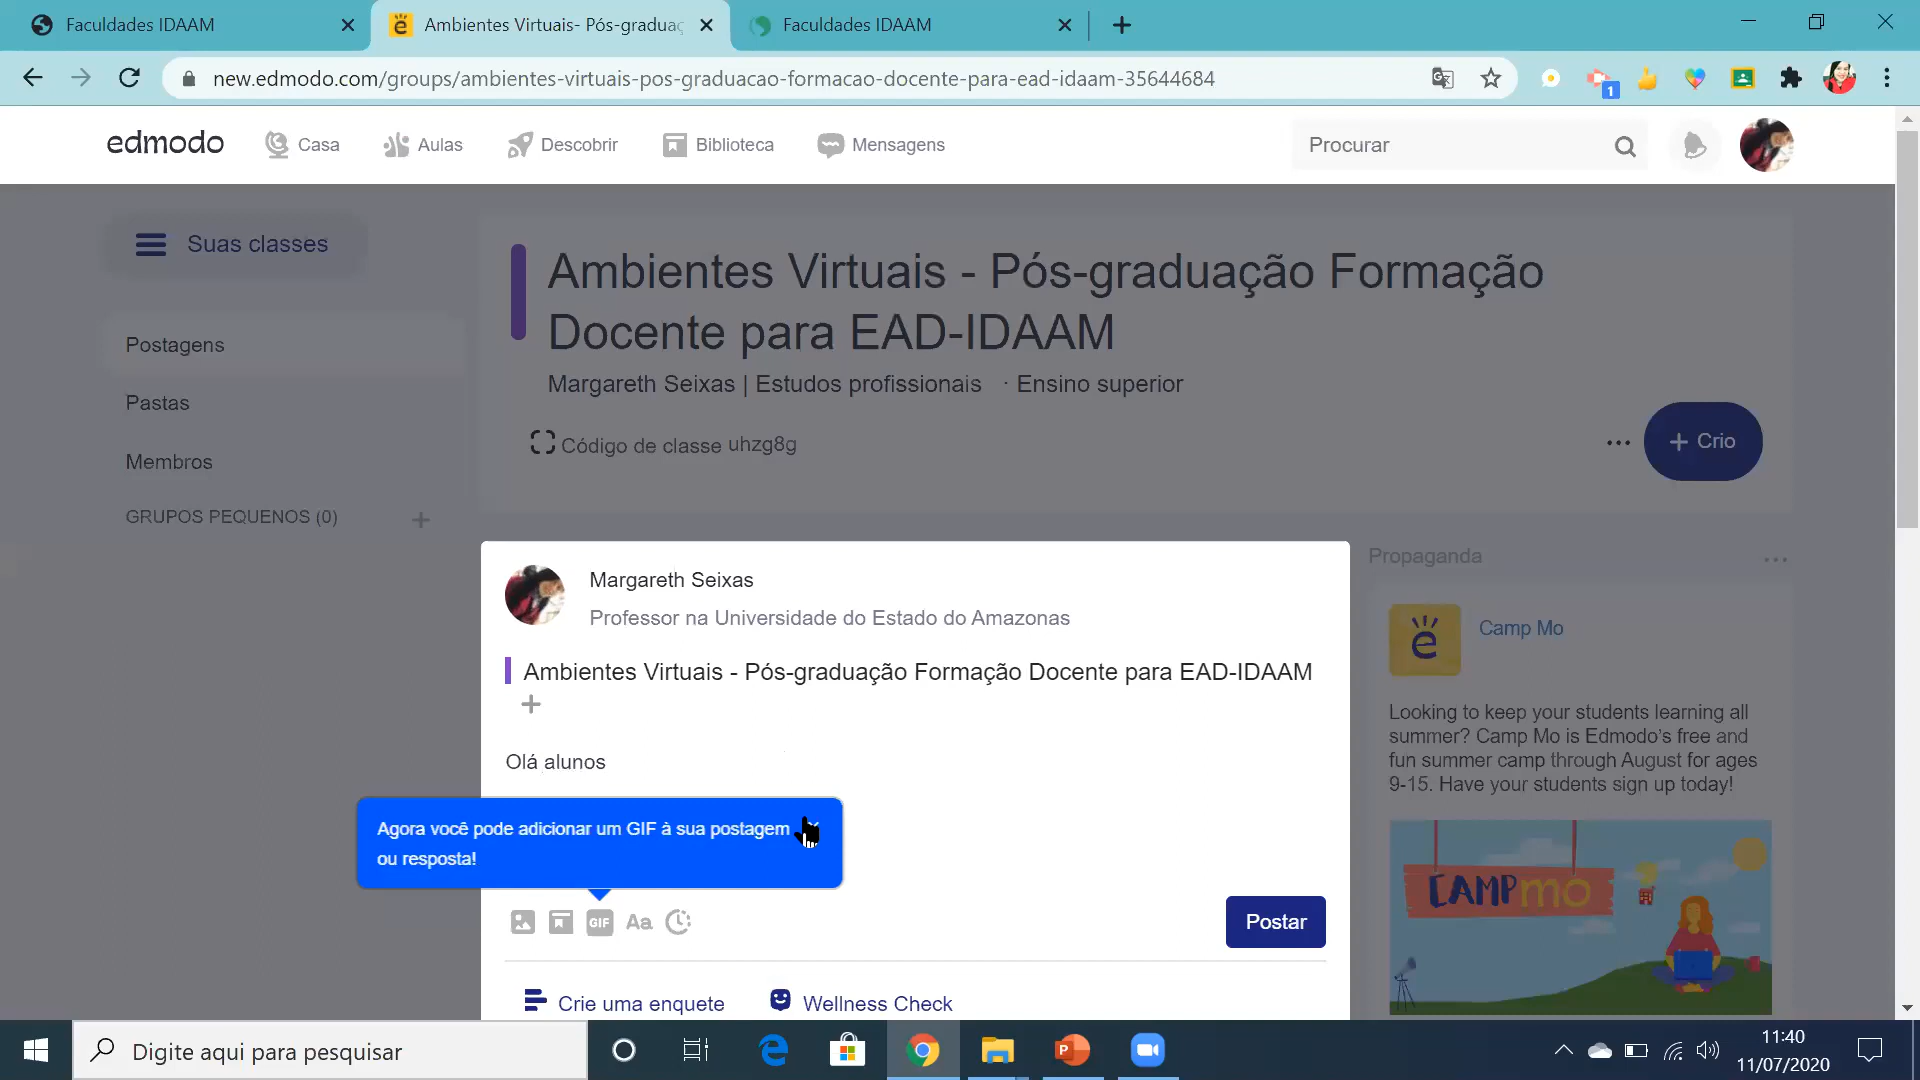 Faculdades IDAAM
Ambientes Virtuais- Pós-graduaç
Faculdades IDAAM
new.edmodo.com/groups/ambientes-virtuais-pos-graduacao-formacao-docente-para-ead-idaam-35644684
1
edmodo
Casa
Aulas
Descobrir
Biblioteca
Mensagens
Procurar
Suas classes
Postagens
Pastas
Membros
GRUPOS PEQUENOS (0)
Ambientes Virtuais - Pós-graduação Formação
Docente para EAD-IDAAM
Margareth Seixas | Estudos profissionais · Ensino superior
Código de classe uhzg8g
+ Crio
Margareth Seixas
Professor na Universidade do Estado do Amazonas
Ambientes Virtuais - Pós-graduação Formação Docente para EAD-IDAAM
+
Olá alunos
Agora você pode adicionar um GIF à sua postagem
ou resposta!
GIF
Aa
Postar
Crie uma enquete
Wellness Check
Propaganda
Camp Mo
Looking to keep your students learning all
summer? Camp Mo is Edmodo's free and
fun summer camp through August for ages
9-15. Have your students sign up today!
CAMP mo
Digite aqui para pesquisar
11:40
11/07/2020